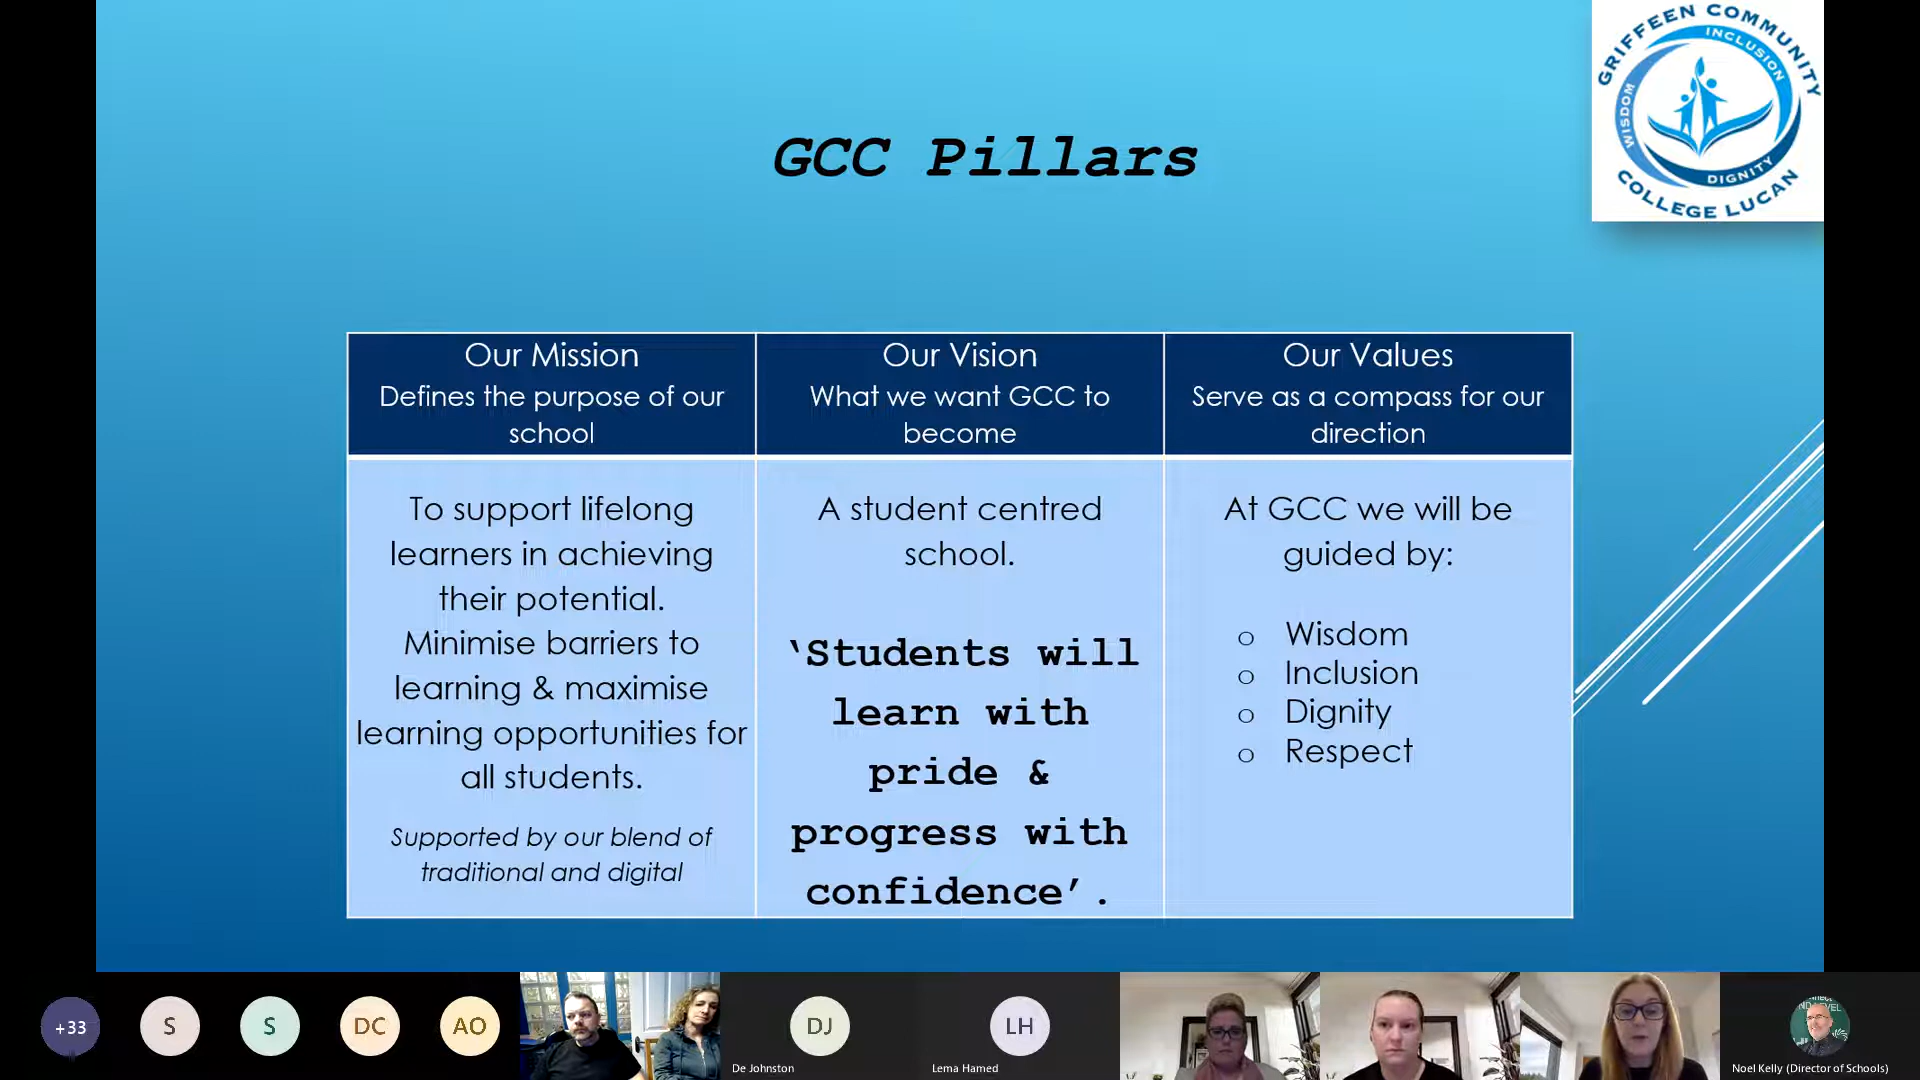 GRIFFEEN COMMUNITY
INCLUSION
WISDOM
DIGNITY
COLLEGE LUCAN
GCC Pillars
Our Mission
Defines the purpose of our
school
Our Vision
What we want GCC to
become
Our Values
Serve as a compass for our
direction
To support lifelong
learners in achieving
their potential.
Minimise barriers to
learning & maximise
learning opportunities for
all students.
Supported by our blend of
traditional and digital
A student centred
school.
‘Students will
learn with
pride &
progress with
confidence’.
At GCC we will be
guided by:
o Wisdom
o Inclusion
o Dignity
o Respect
+33
S
S
DC
AO
DJ
De Johnston
LH
Lema Hamed
Noel Kelly (Director of Schools)